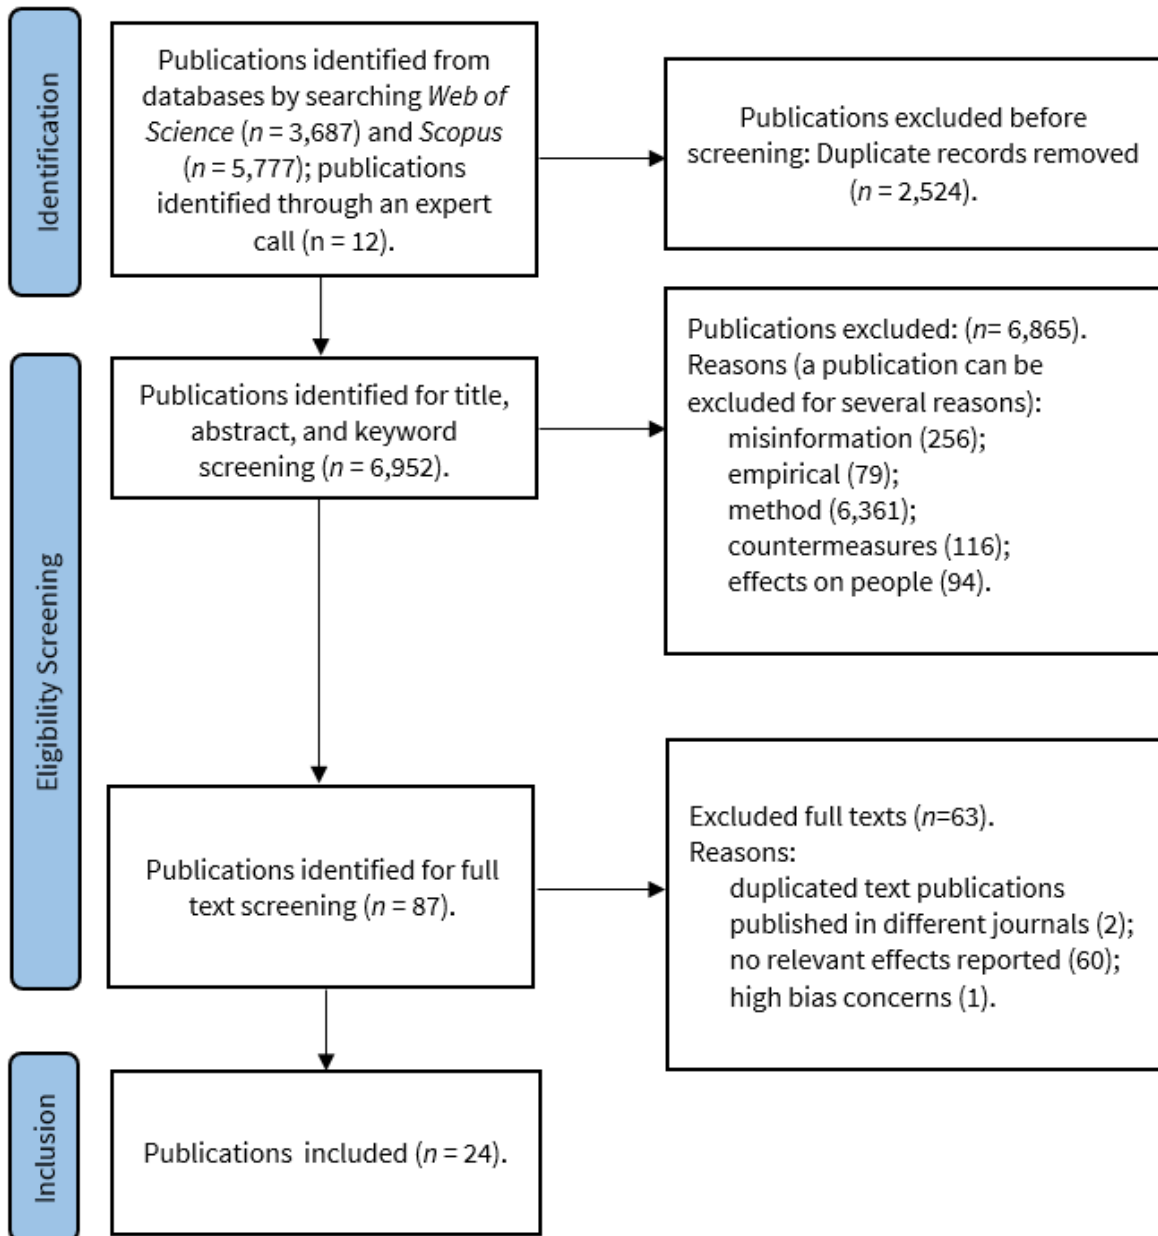 Identification
Publications identified from
databases by searching Web of
Science (n = 3,687) and Scopus
(n = 5,777); publications
identified through an expert
call (n = 12).
Publications excluded before
screening: Duplicate records removed
(n = 2,524).
Eligibility Screening
Publications identified for title,
abstract, and keyword
screening (n = 6,952).
Publications excluded: (n= 6,865).
Reasons (a publication can be
excluded for several reasons):
misinformation (256);
empirical (79);
method (6,361);
countermeasures (116);
effects on people (94).
Publications identified for full
text screening (n = 87).
Excluded full texts (n=63).
Reasons:
duplicated text publications
published in different journals (2);
no relevant effects reported (60);
high bias concerns (1).
Inclusion
Publications included (n = 24).